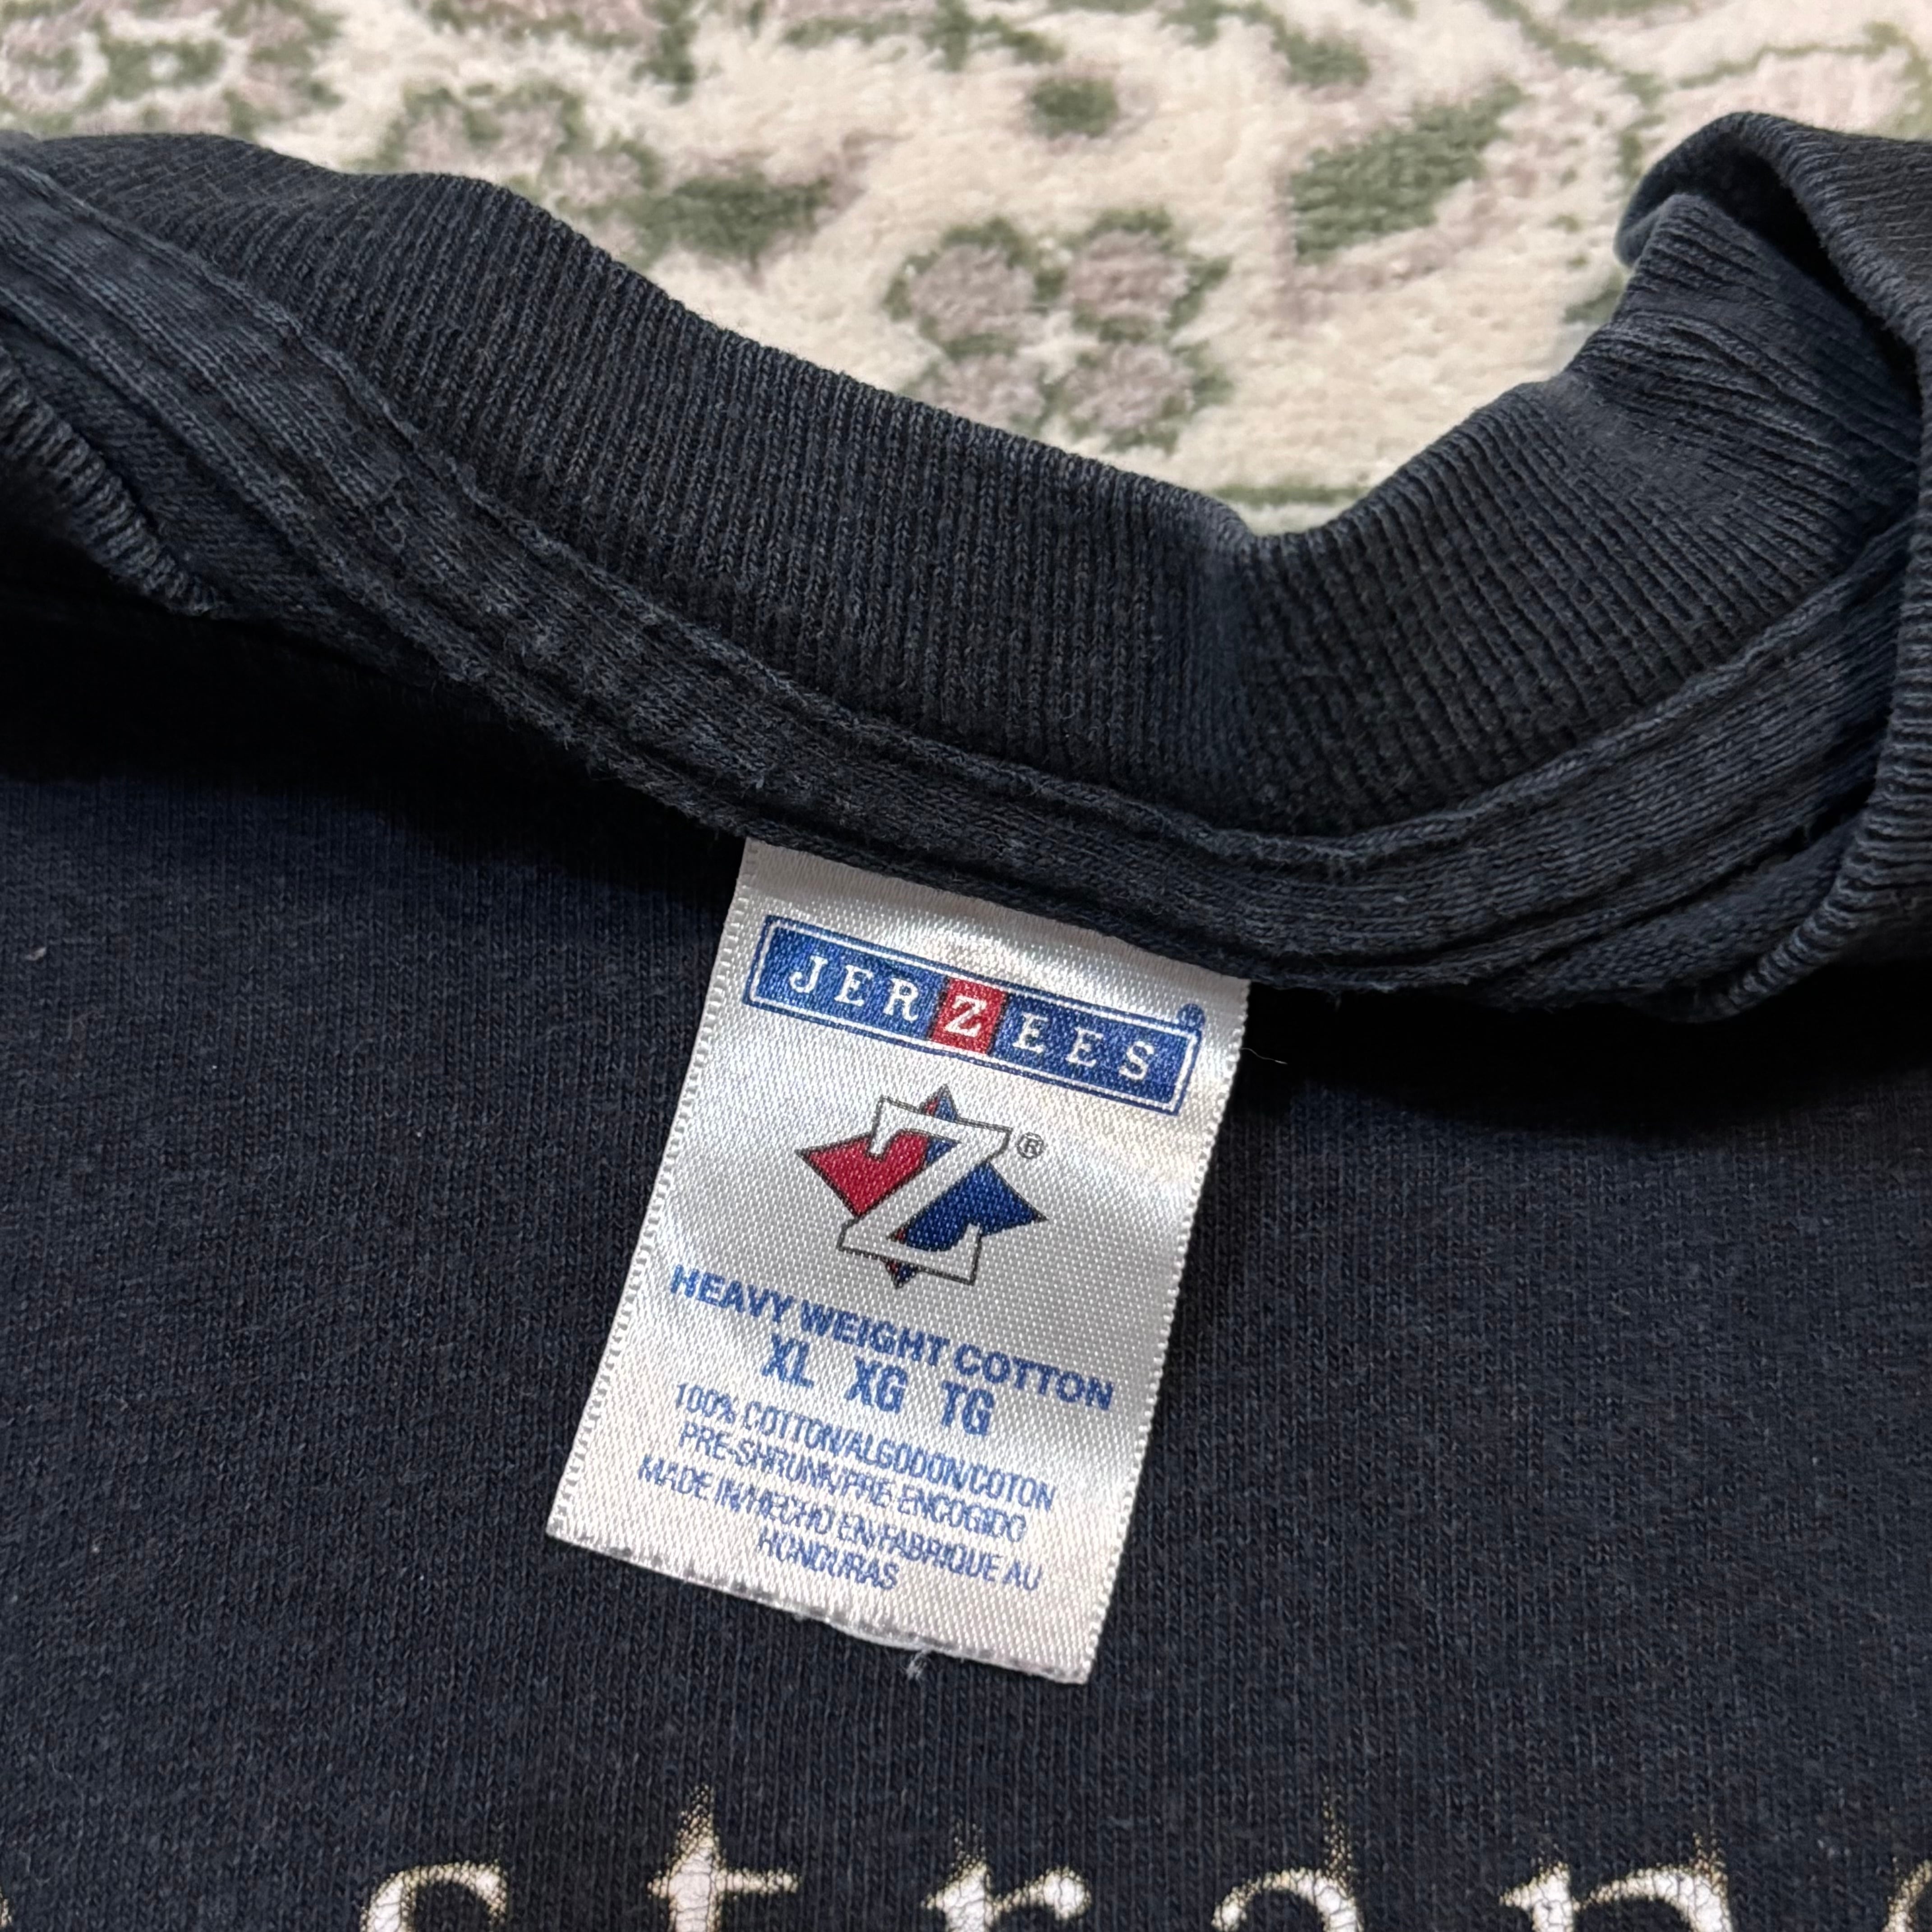 JERZEES®
Z®
HEAVY WEIGHT COTTON
XL XG TG
100% COTTON/ALGODON/COTON
PRE-SHRUNK/PRE ENCOGIDO
MADE IN/HECHO EN/FABRIQUE AU
HONDURAS
stran